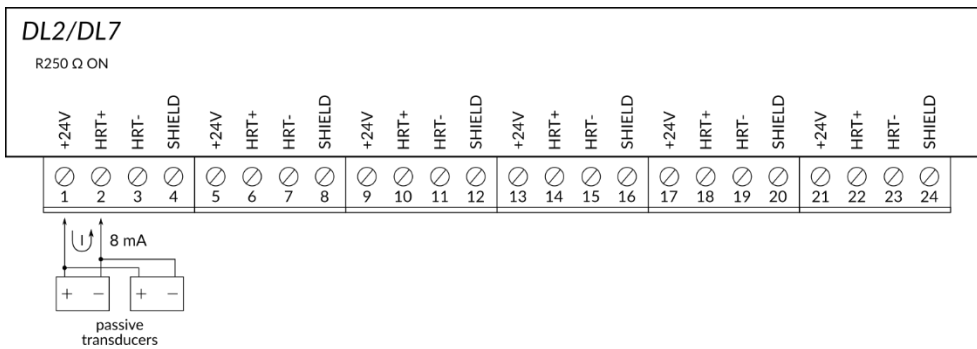 DL2/DL7
R250 Ω ON
+24V HRT+ HRT- SHIELD +24V HRT+ HRT- SHIELD +24V HRT+ HRT- SHIELD +24V HRT+ HRT- SHIELD +24V HRT+ HRT- SHIELD +24V HRT+ HRT- SHIELD
1 2 3 4 5 6 7 8 9 10 11 12 13 14 15 16 17 18 19 20 21 22 23 24
I 8 mA
+ − + −
passive
transducers